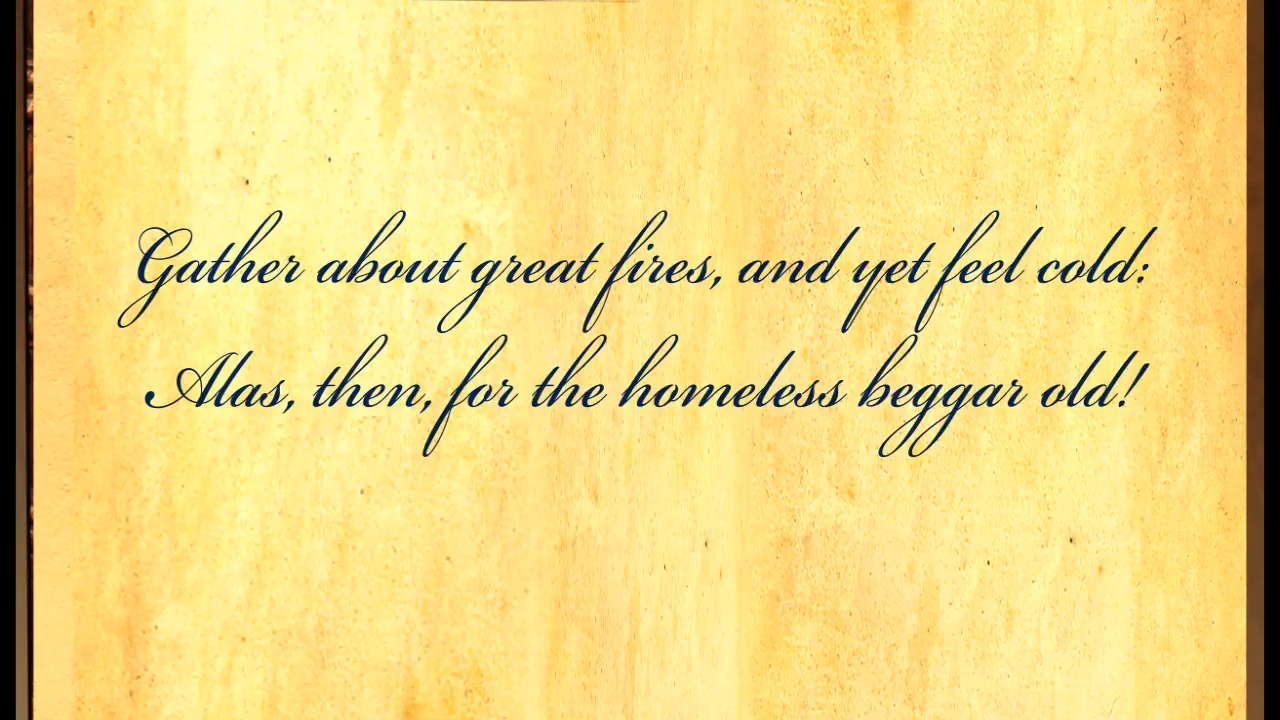 Gather about great fires, and yet feel cold:
Alas, then, for the homeless beggar old!